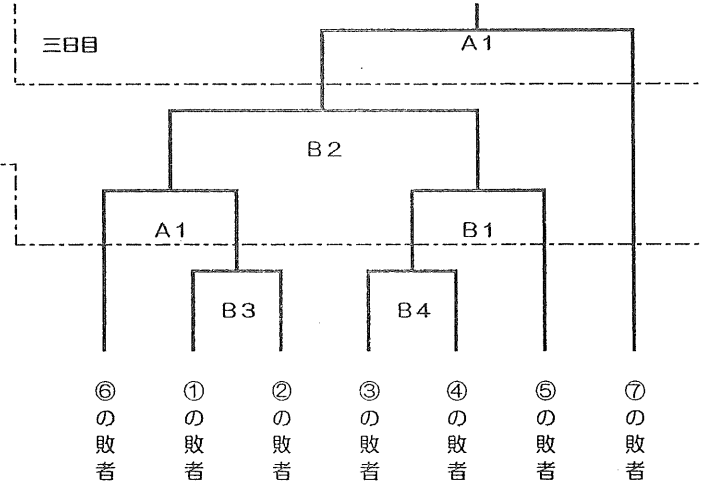 三日目
A1
B2
A1
B1
B3
B4
⑥の敗者
①の敗者
②の敗者
③の敗者
④の敗者
⑤の敗者
⑦の敗者